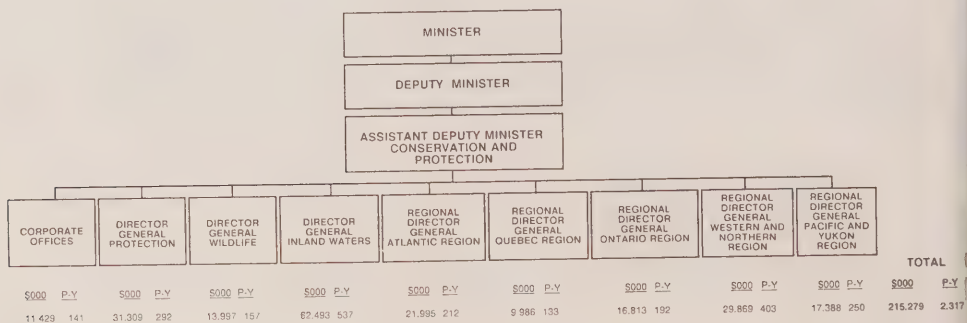 MINISTER
DEPUTY MINISTER
ASSISTANT DEPUTY MINISTER
CONSERVATION AND
PROTECTION
CORPORATE
OFFICES
DIRECTOR
GENERAL
PROTECTION
DIRECTOR
GENERAL
WILDLIFE
DIRECTOR
GENERAL
INLAND WATERS
REGIONAL
DIRECTOR
GENERAL
ATLANTIC REGION
REGIONAL
DIRECTOR
GENERAL
QUEBEC REGION
REGIONAL
DIRECTOR
GENERAL
ONTARIO REGION
REGIONAL
DIRECTOR
GENERAL
WESTERN AND
NORTHERN
REGION
REGIONAL
DIRECTOR
GENERAL
PACIFIC AND
YUKON
REGION
TOTAL
$000 P-Y $000 P-Y $000 P-Y $000 P-Y $000 P-Y $000 P-Y $000 P-Y $000 P-Y $000 P-Y $000 P-Y
11 429 141 31.309 292 13.997 157 62.493 537 21.995 212 9 986 133 16.813 192 29.869 403 17.388 250 215.279 2.317